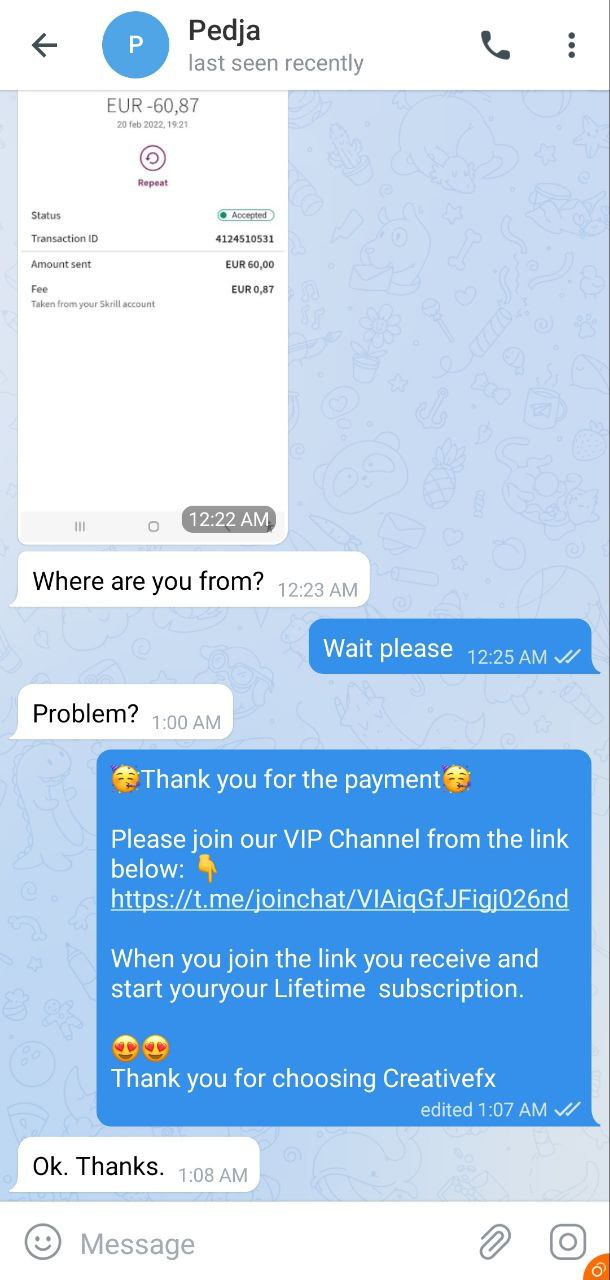 P
Pedja
last seen recently
EUR -60,87
20 feb 2022, 19:21
Repeat
Status Accepted
Transaction ID 4124510531
Amount sent EUR 60,00
Fee EUR 0,87
Taken from your Skrill account
12:22 AM
Where are you from? 12:23 AM
Wait please 12:25 AM
Problem? 1:00 AM
🥳Thank you for the payment🥳
Please join our VIP Channel from the link
below: 👇
https://t.me/joinchat/VIAiqGfJFigj026nd
When you join the link you receive and
start youryour Lifetime  subscription.
😍😍
Thank you for choosing Creativefx
edited 1:07 AM
Ok. Thanks. 1:08 AM
Message